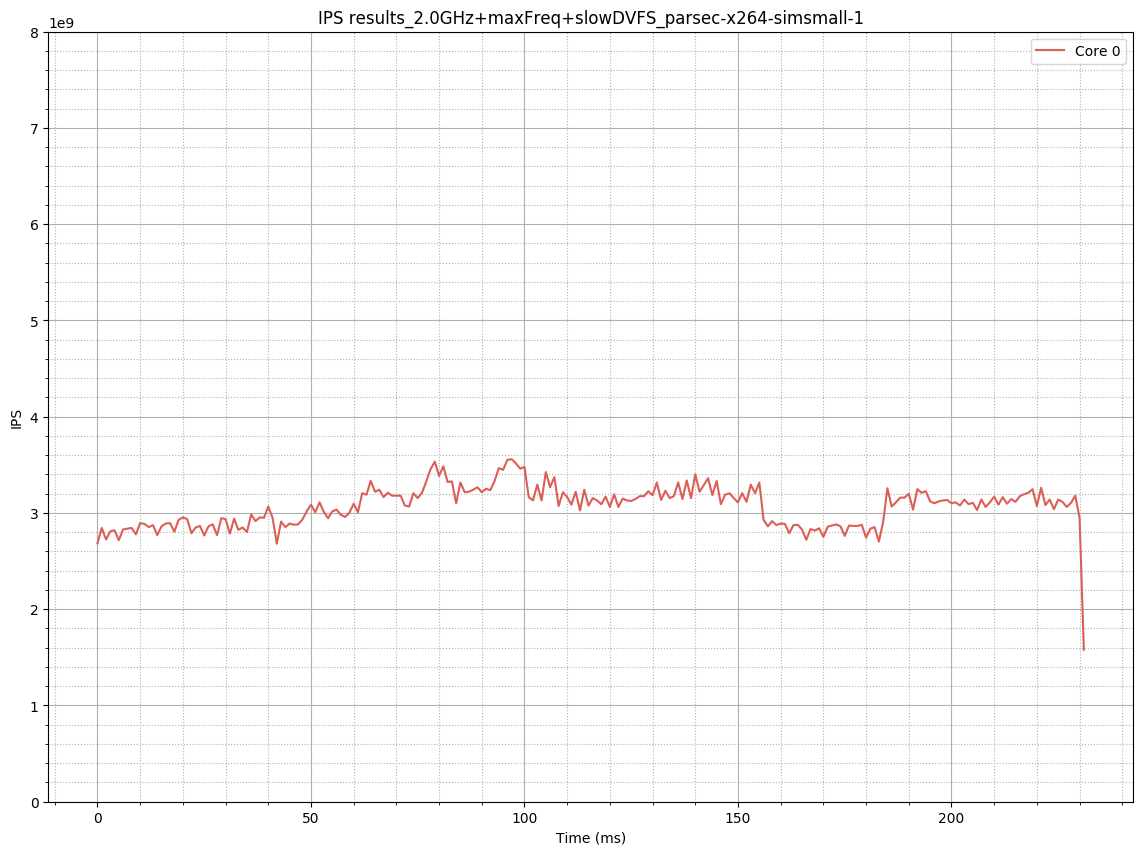 IPS results_2.0GHz+maxFreq+slowDVFS_parsec-x264-simsmall-1
1e9
8
7
6
5
4
3
2
1
0
IPS
Core 0
0 50 100 150 200
Time (ms)